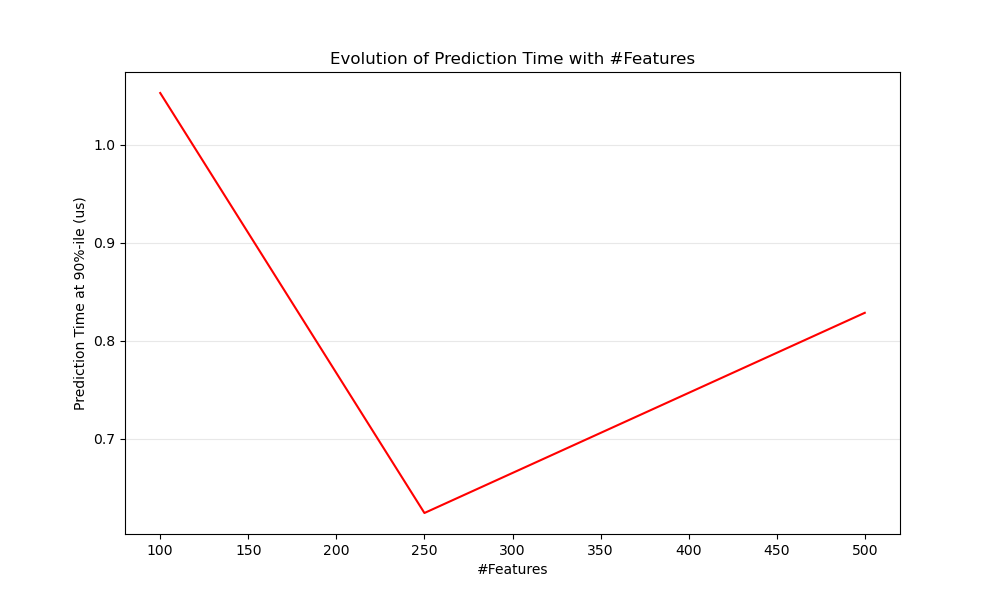 Evolution of Prediction Time with #Features
Prediction Time at 90%-ile (us)
1.0
0.9
0.8
0.7
100 150 200 250 300 350 400 450 500
#Features